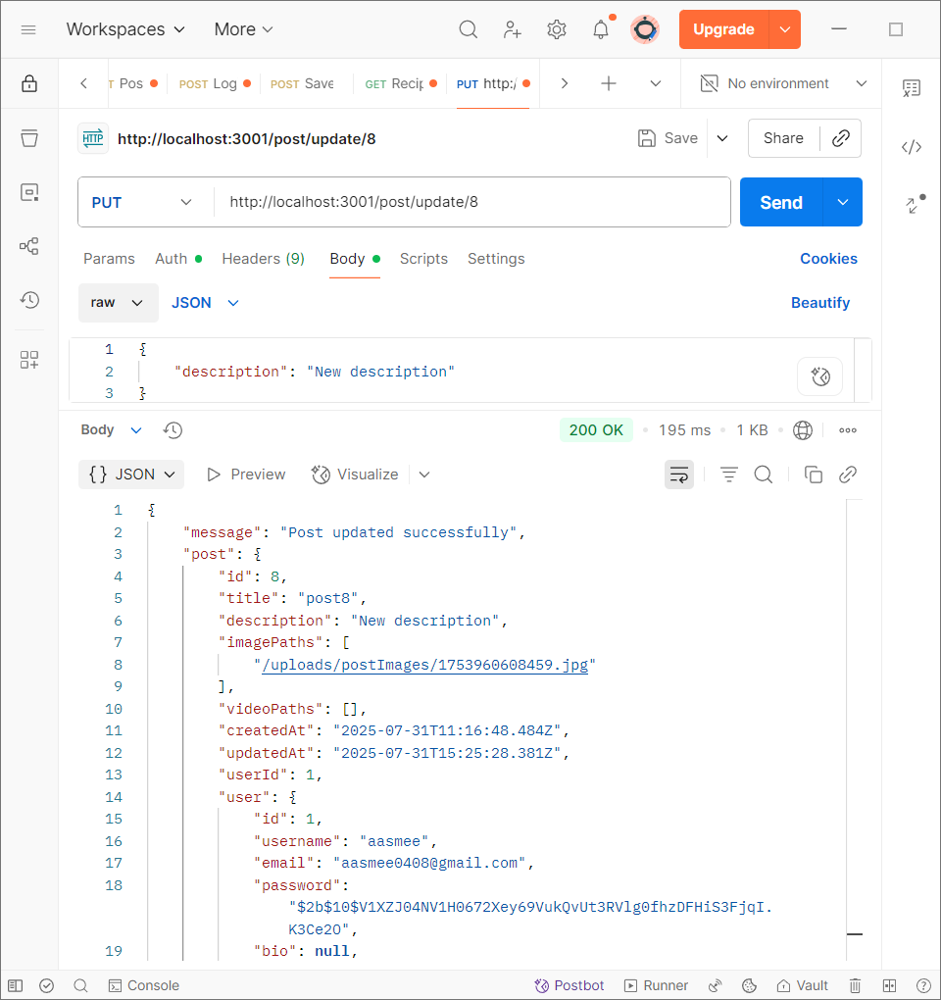 Workspaces More Upgrade
Pos POST Log POST Save GET Recip PUT http:/ No environment
HTTP http://localhost:3001/post/update/8 Save Share
PUT http://localhost:3001/post/update/8 Send
Params Auth Headers (9) Body Scripts Settings Cookies
raw JSON Beautify
1 {
2 "description": "New description"
3 }
Body 200 OK 195 ms 1 KB
{} JSON Preview Visualize
1 {
2 "message": "Post updated successfully",
3 "post": {
4 "id": 8,
5 "title": "post8",
6 "description": "New description",
7 "imagePaths": [
8 "/uploads/postImages/1753960608459.jpg"
9 ],
10 "videoPaths": [],
11 "createdAt": "2025-07-31T11:16:48.484Z",
12 "updatedAt": "2025-07-31T15:25:28.381Z",
13 "userId": 1,
14 "user": {
15 "id": 1,
16 "username": "aasmee",
17 "email": "aasmee0408@gmail.com",
18 "password":
"$2b$10$V1XZJ04NV1H0672Xey69VukQvUt3RVlg0fhzDFHiS3FjqI.
K3Ce2O",
19 "bio": null,
Console Postbot Runner Vault